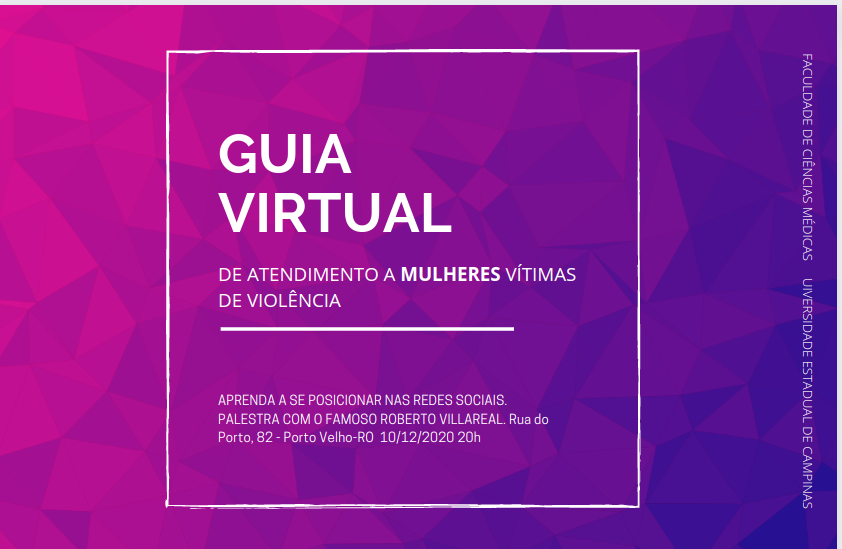 GUIA
VIRTUAL
DE ATENDIMENTO A MULHERES VÍTIMAS
DE VIOLÊNCIA
APRENDA A SE POSICIONAR NAS REDES SOCIAIS.
PALESTRA COM O FAMOSO ROBERTO VILLAREAL. Rua do
Porto, 82 - Porto Velho-RO 10/12/2020 20h
FACULDADE DE CIÊNCIAS MÉDICAS UIVERSIDADE ESTADUAL DE CAMPINAS